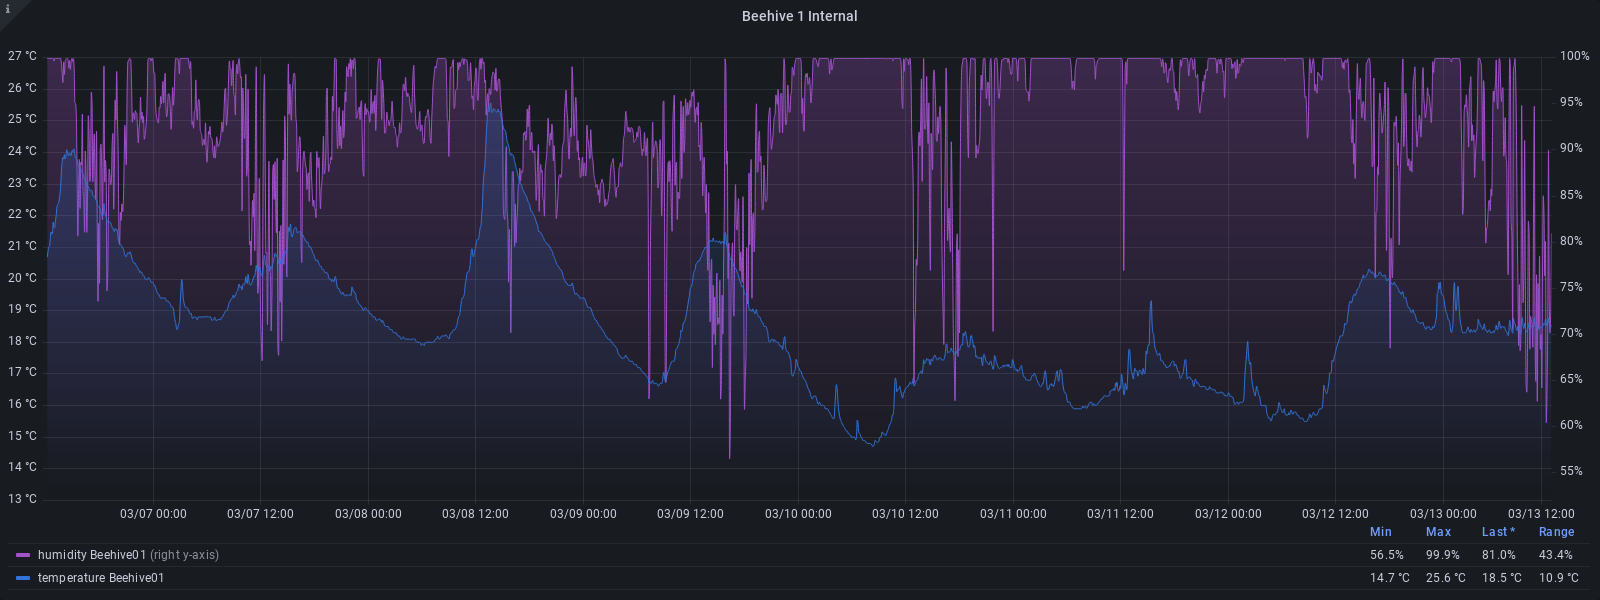 i
Beehive 1 Internal
27 °C 100%
26 °C 95%
25 °C 90%
24 °C 85%
23 °C 80%
22 °C 75%
21 °C 70%
20 °C 65%
19 °C 60%
18 °C 55%
17 °C
16 °C
15 °C
14 °C
13 °C
03/07 00:00 03/07 12:00 03/08 00:00 03/08 12:00 03/09 00:00 03/09 12:00 03/10 00:00 03/10 12:00 03/11 00:00 03/11 12:00 03/12 00:00 03/12 12:00 03/13 00:00 03/13 12:00
Min Max Last * Range
humidity Beehive01 (right y-axis) 56.5% 99.9% 81.0% 43.4%
temperature Beehive01 14.7 °C 25.6 °C 18.5 °C 10.9 °C